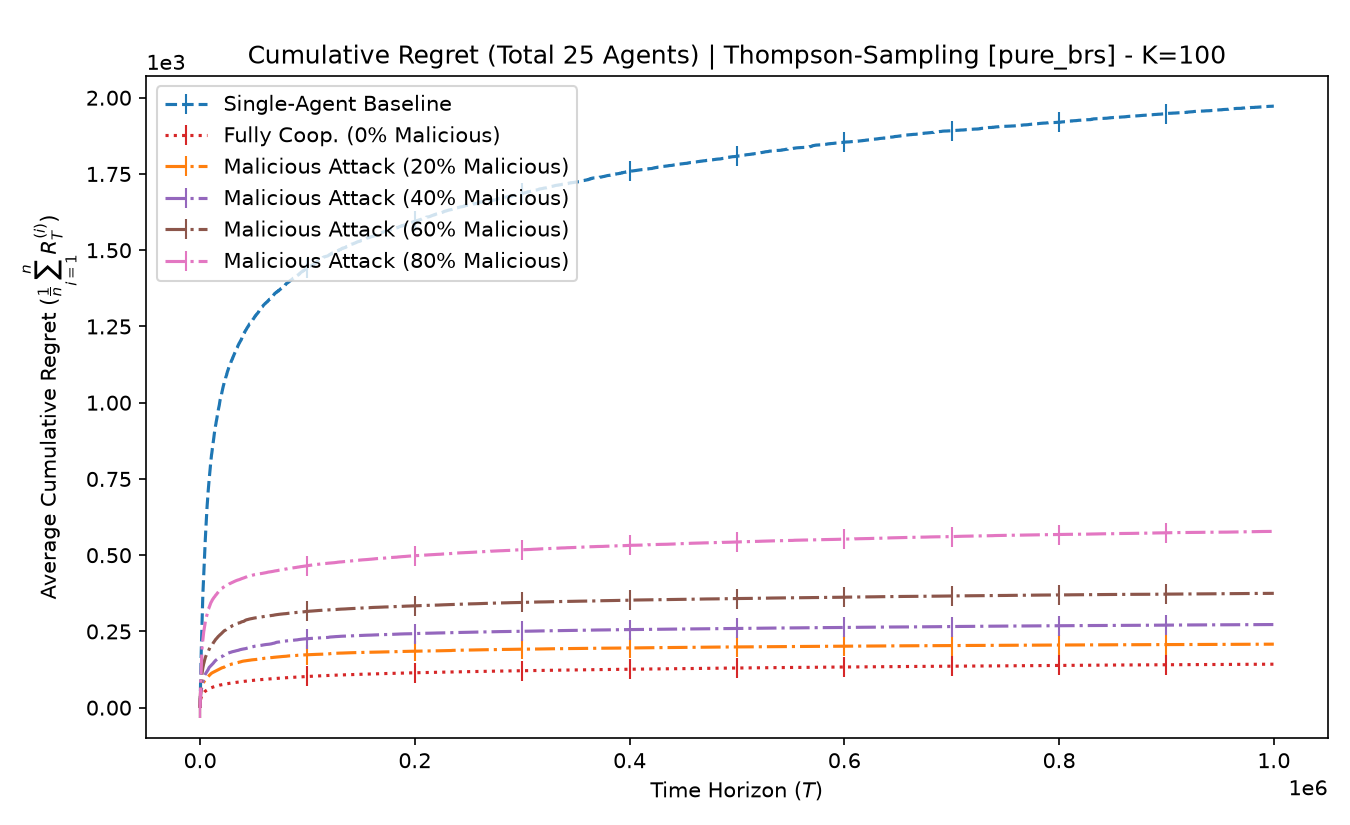 Cumulative Regret (Total 25 Agents) | Thompson-Sampling [pure_brs] - K=100
1e3
2.00
1.75
1.50
1.25
1.00
0.75
0.50
0.25
0.00
Average Cumulative Regret ($\frac{1}{n}\sum_{i=1}^{n} R_T^{(i)}$)
Single-Agent Baseline
Fully Coop. (0% Malicious)
Malicious Attack (20% Malicious)
Malicious Attack (40% Malicious)
Malicious Attack (60% Malicious)
Malicious Attack (80% Malicious)
0.0 0.2 0.4 0.6 0.8 1.0
1e6
Time Horizon (T)